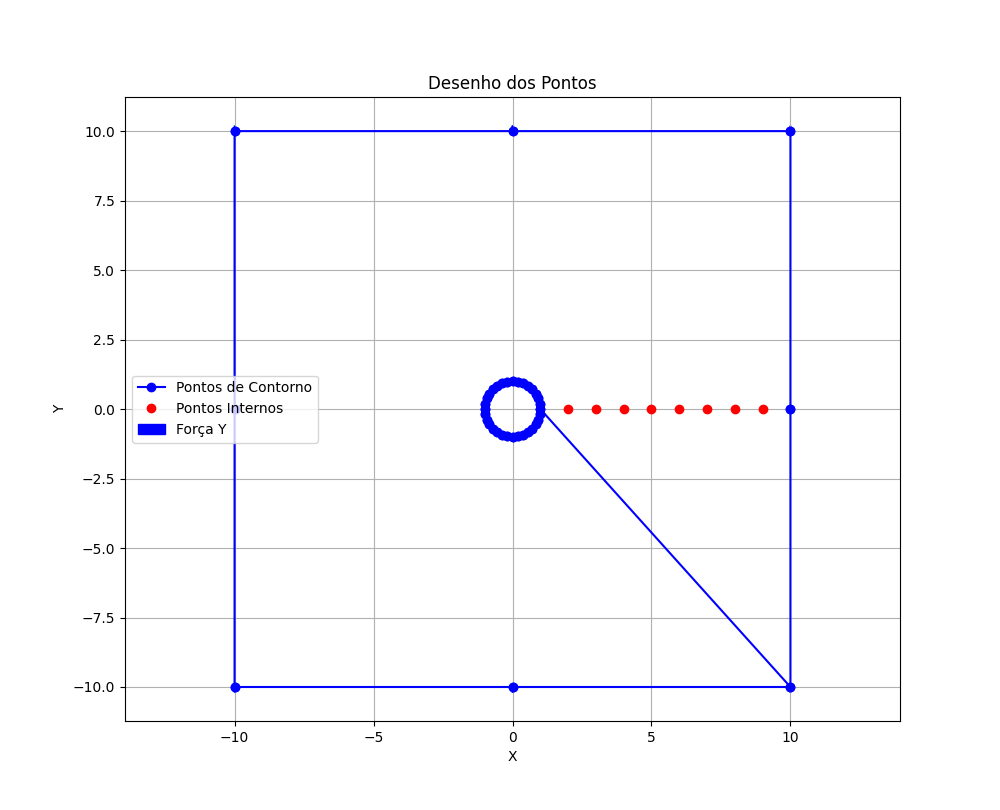 Desenho dos Pontos
10.0
7.5
5.0
2.5
0.0
−2.5
−5.0
−7.5
−10.0
Y
Pontos de Contorno
Pontos Internos
Força Y
−10
−5
0
5
10
X